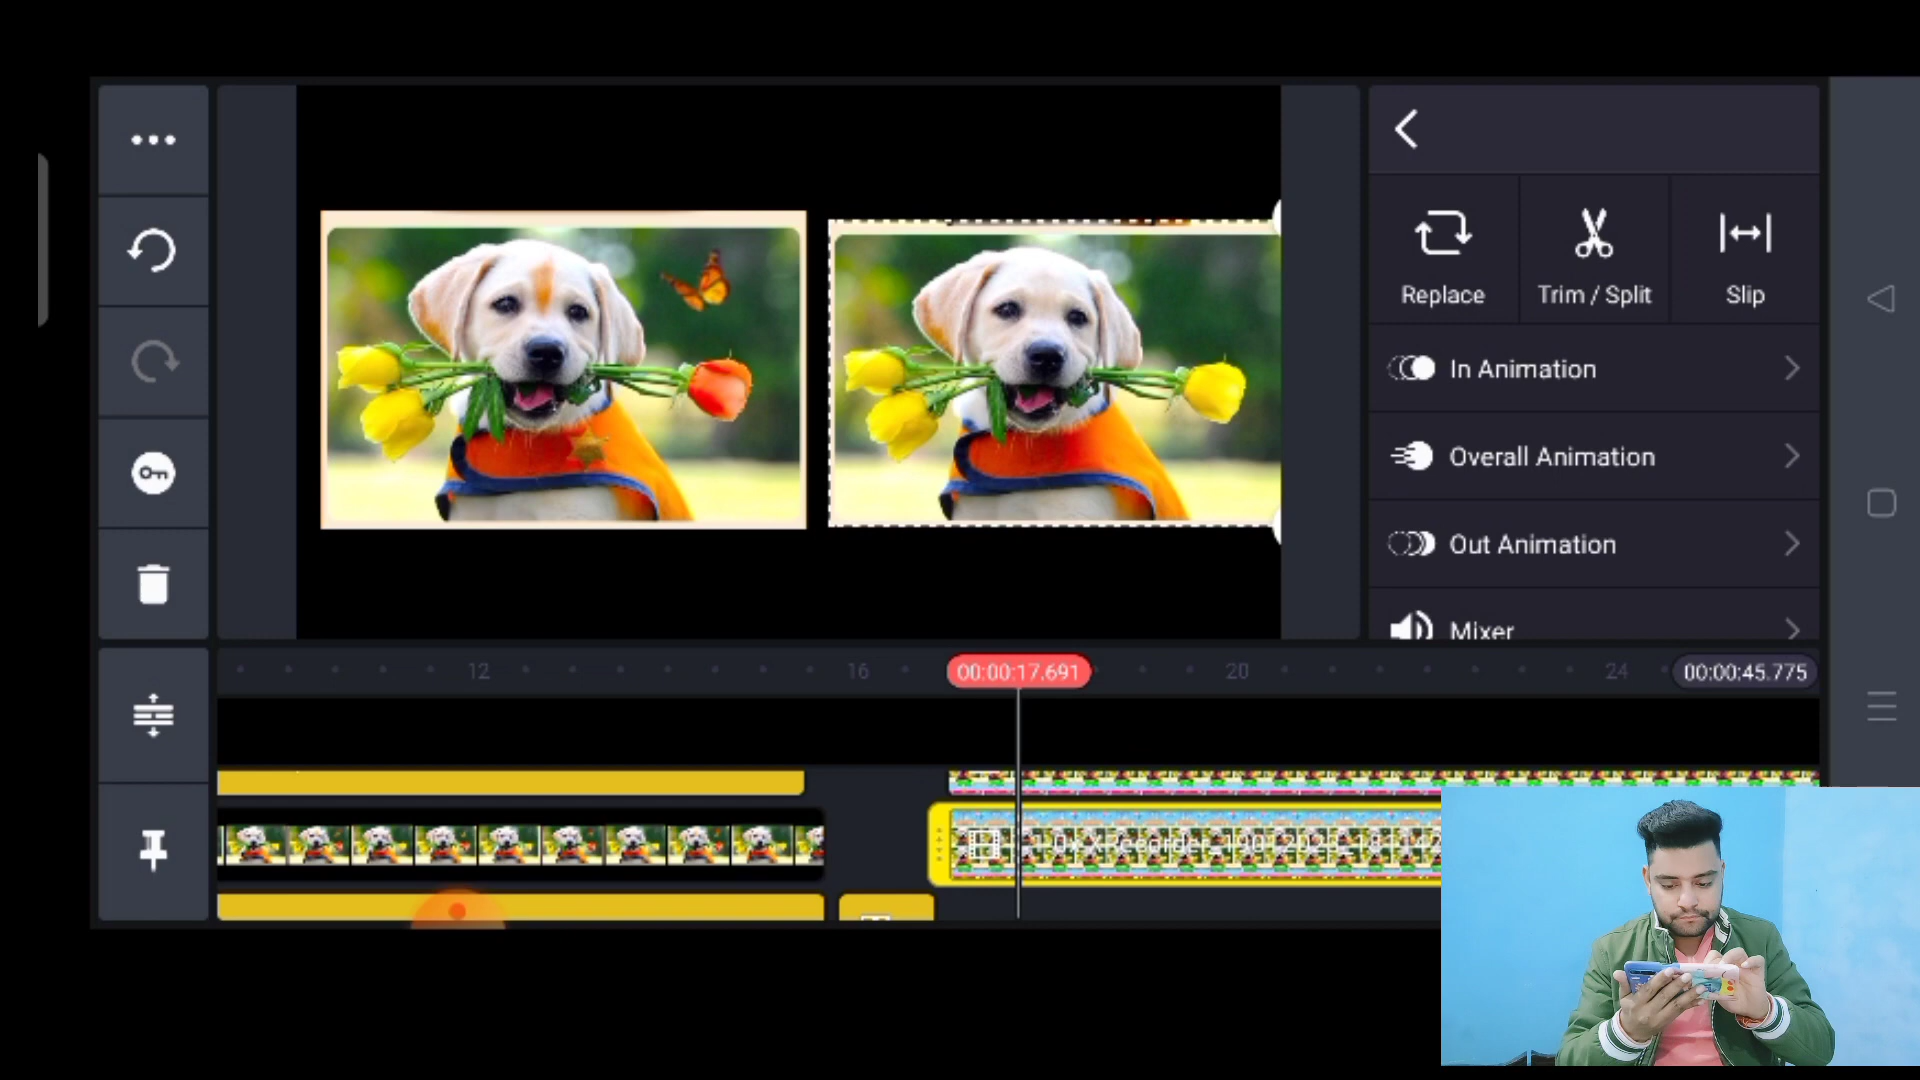 Replace
Trim / Split
Slip
In Animation
Overall Animation
Out Animation
Mixer
12
16
00:00:17.691
20
24
00:00:45.775